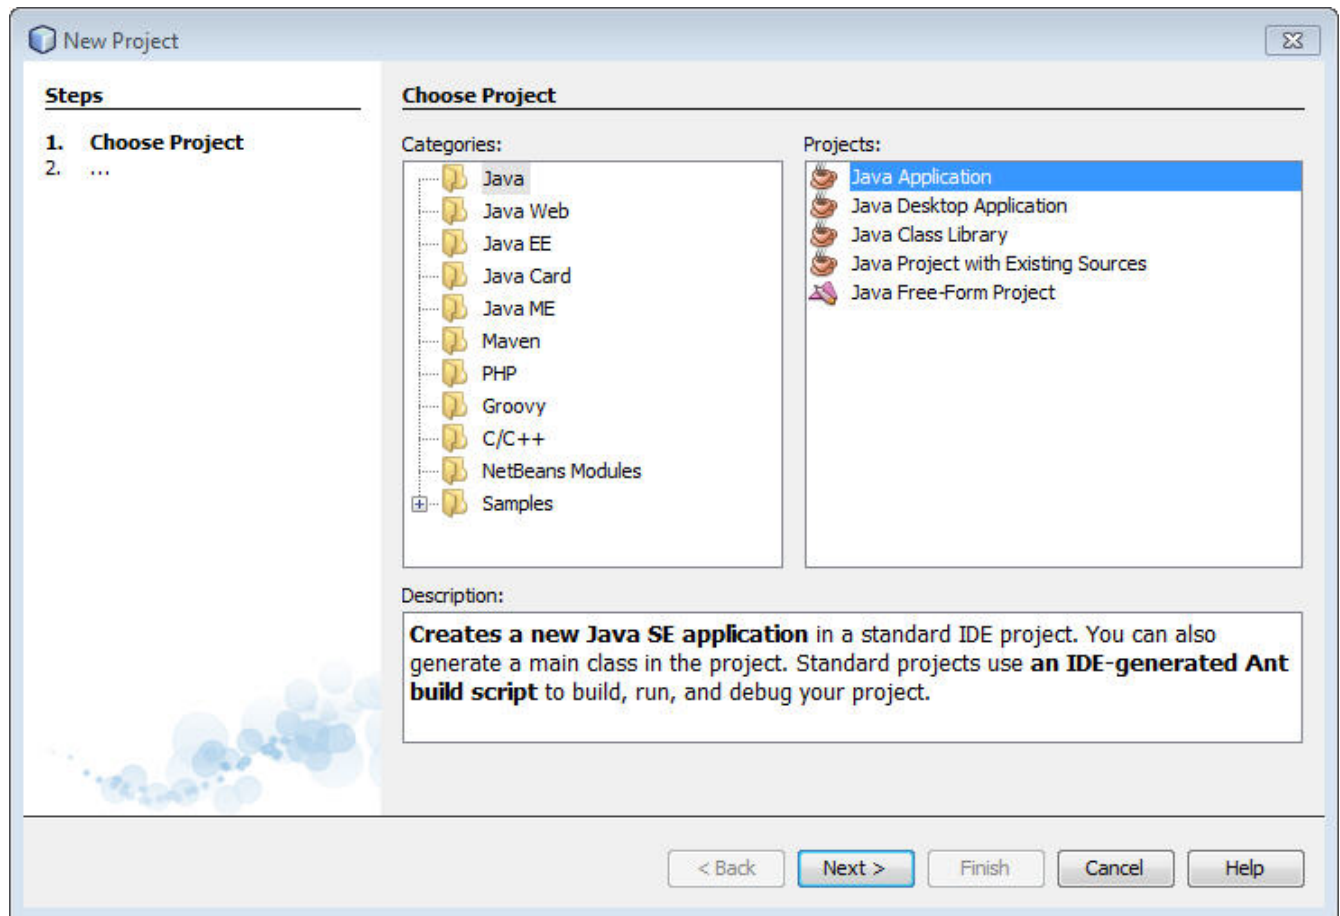 New Project
Steps
1. Choose Project
2. ...
Choose Project
Categories:
Java
Java Web
Java EE
Java Card
Java ME
Maven
PHP
Groovy
C/C++
NetBeans Modules
Samples
Projects:
Java Application
Java Desktop Application
Java Class Library
Java Project with Existing Sources
Java Free-Form Project
Description:
Creates a new Java SE application in a standard IDE project. You can also
generate a main class in the project. Standard projects use an IDE-generated Ant
build script to build, run, and debug your project.
< Back
Next >
Finish
Cancel
Help